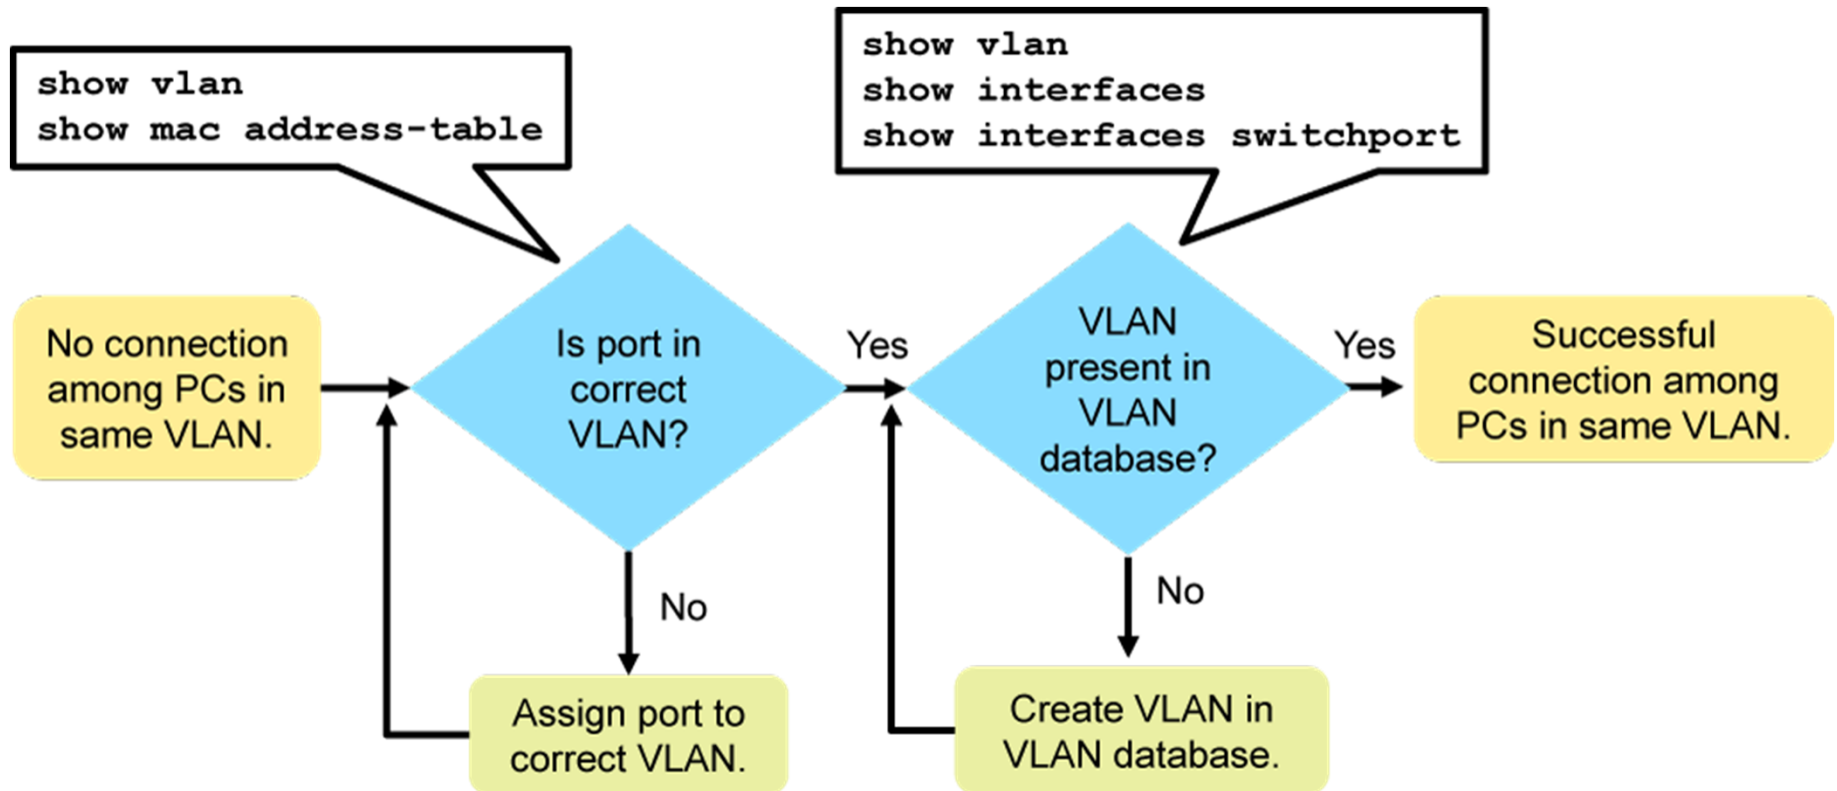 show vlan
show mac address-table
show vlan
show interfaces
show interfaces switchport
No connection
among PCs in
same VLAN.
Is port in
correct
VLAN?
Yes
VLAN
present in
VLAN
database?
Yes
Successful
connection among
PCs in same VLAN.
No
Assign port to
correct VLAN.
No
Create VLAN in
VLAN database.